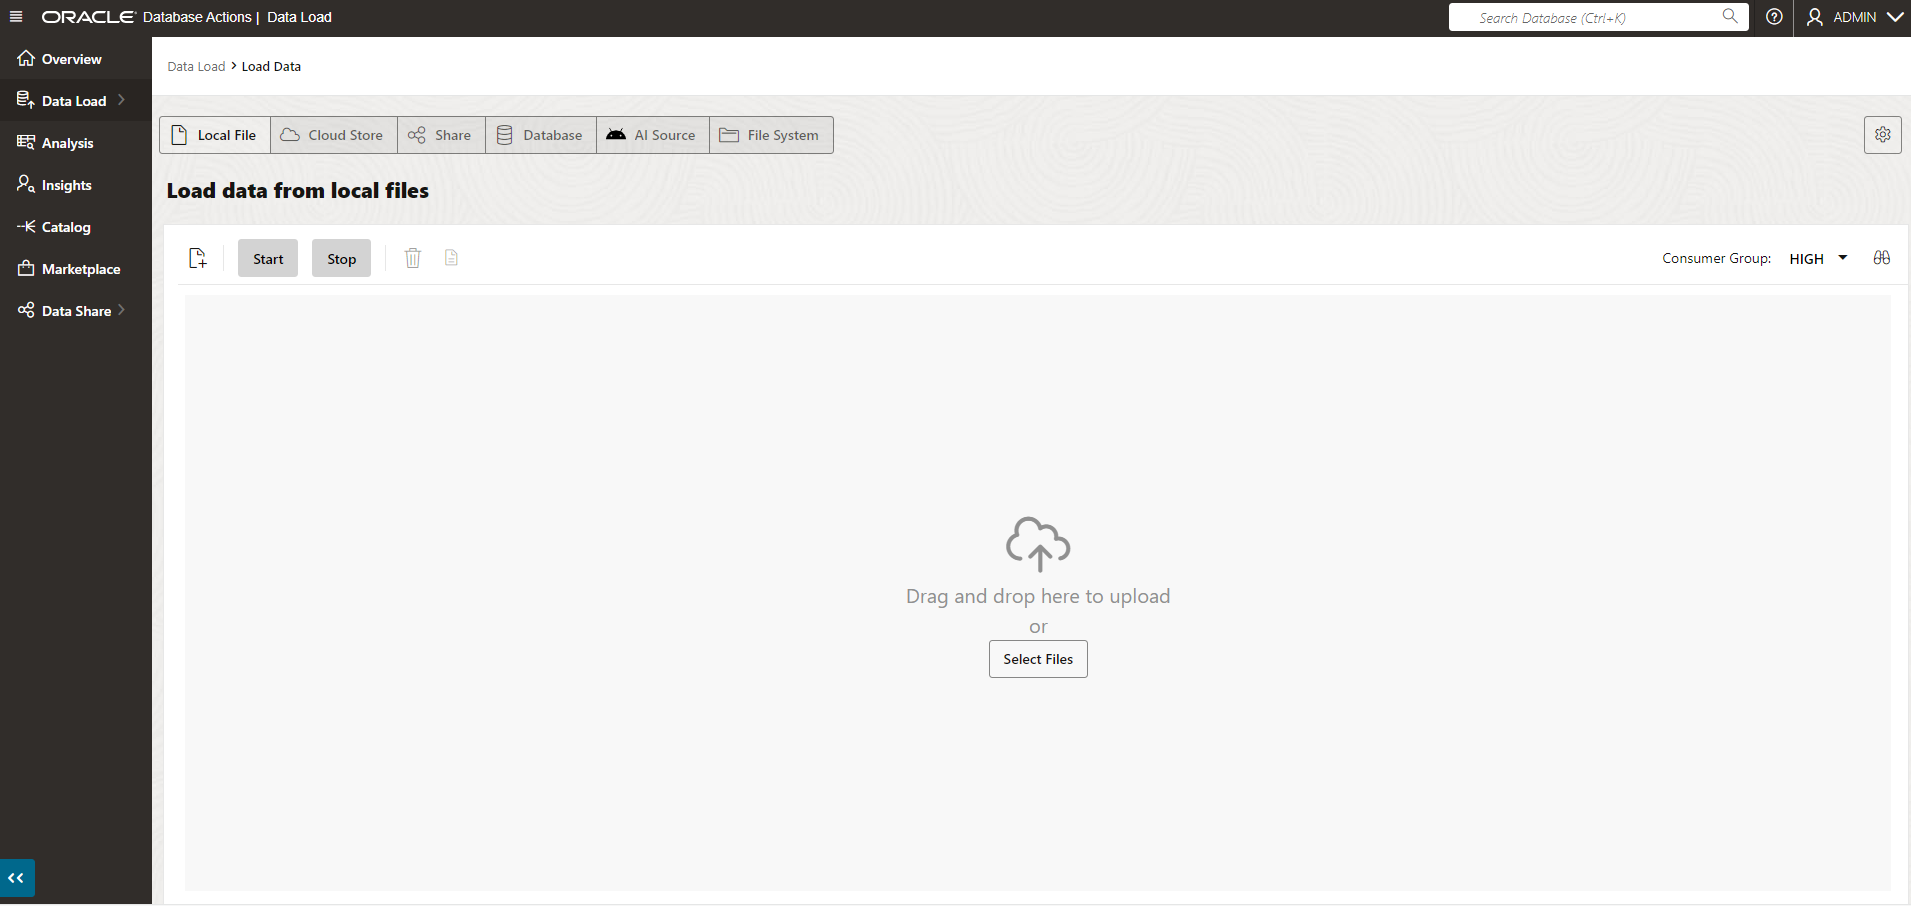 ORACLE Database Actions | Data Load
Search Database (Ctrl+K)
ADMIN
Overview
Data Load
Analysis
Insights
Catalog
Marketplace
Data Share
Data Load > Load Data
Local File
Cloud Store
Share
Database
AI Source
File System
Load data from local files
Start
Stop
Consumer Group: HIGH
Drag and drop here to upload
or
Select Files